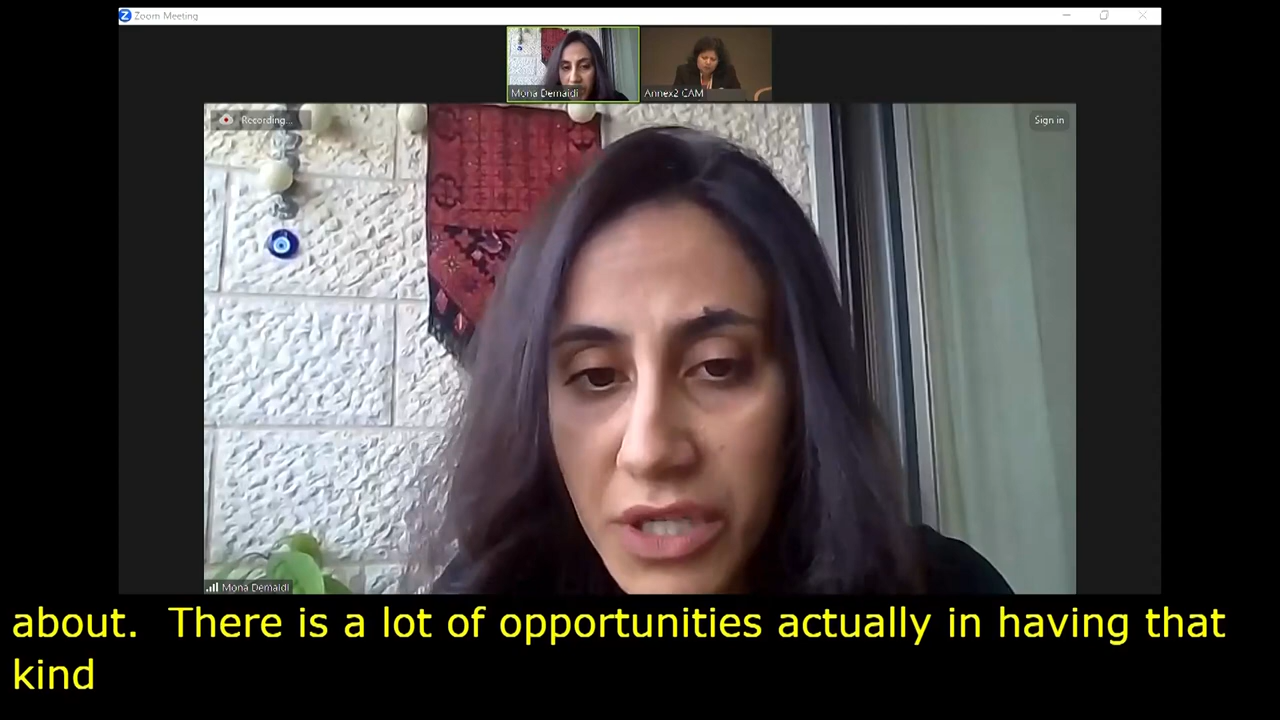 Zoom Meeting
Mona Demaidi
Annex2 CAM
Recording...
Sign in
Mona Demaidi
about.  There is a lot of opportunities actually in having that
kind